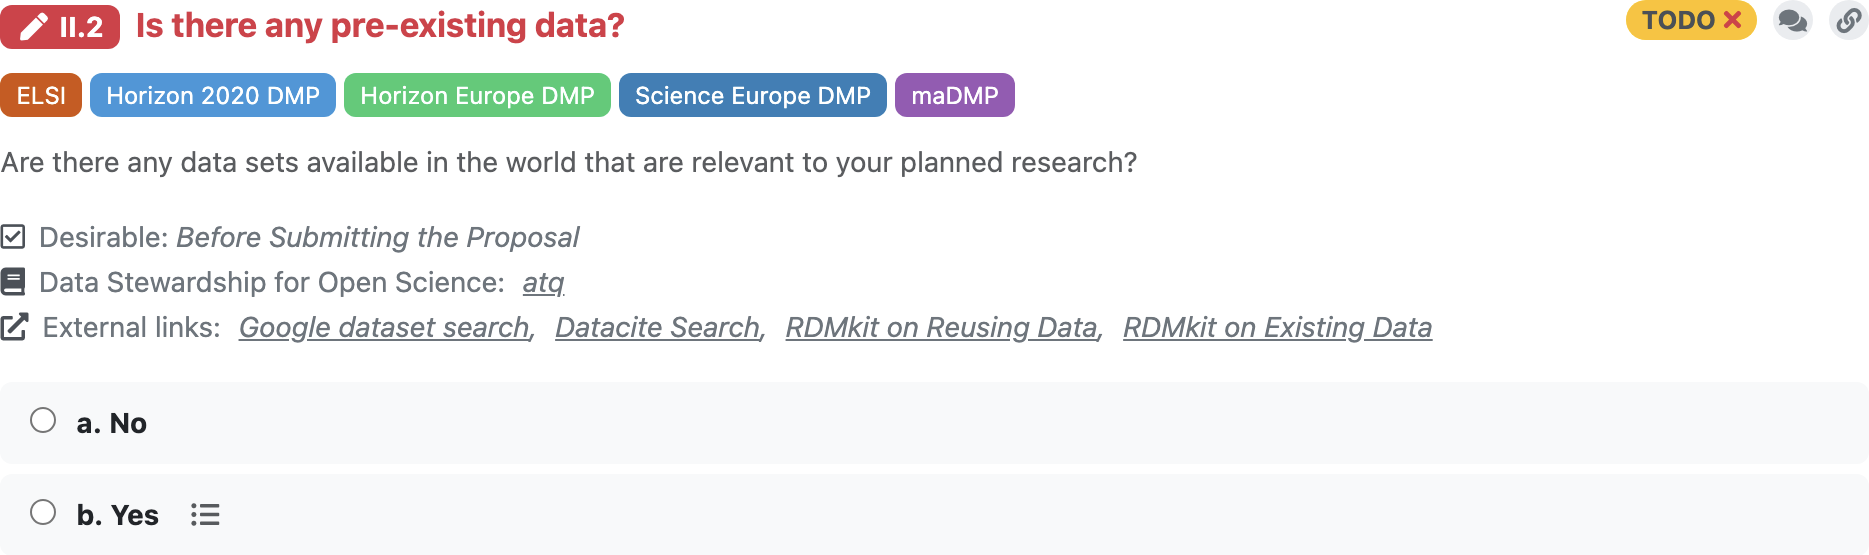 II.2 Is there any pre-existing data? TODO
ELSI Horizon 2020 DMP Horizon Europe DMP Science Europe DMP maDMP
Are there any data sets available in the world that are relevant to your planned research?
Desirable: Before Submitting the Proposal
Data Stewardship for Open Science: atq
External links: Google dataset search, Datacite Search, RDMkit on Reusing Data, RDMkit on Existing Data
a. No
b. Yes